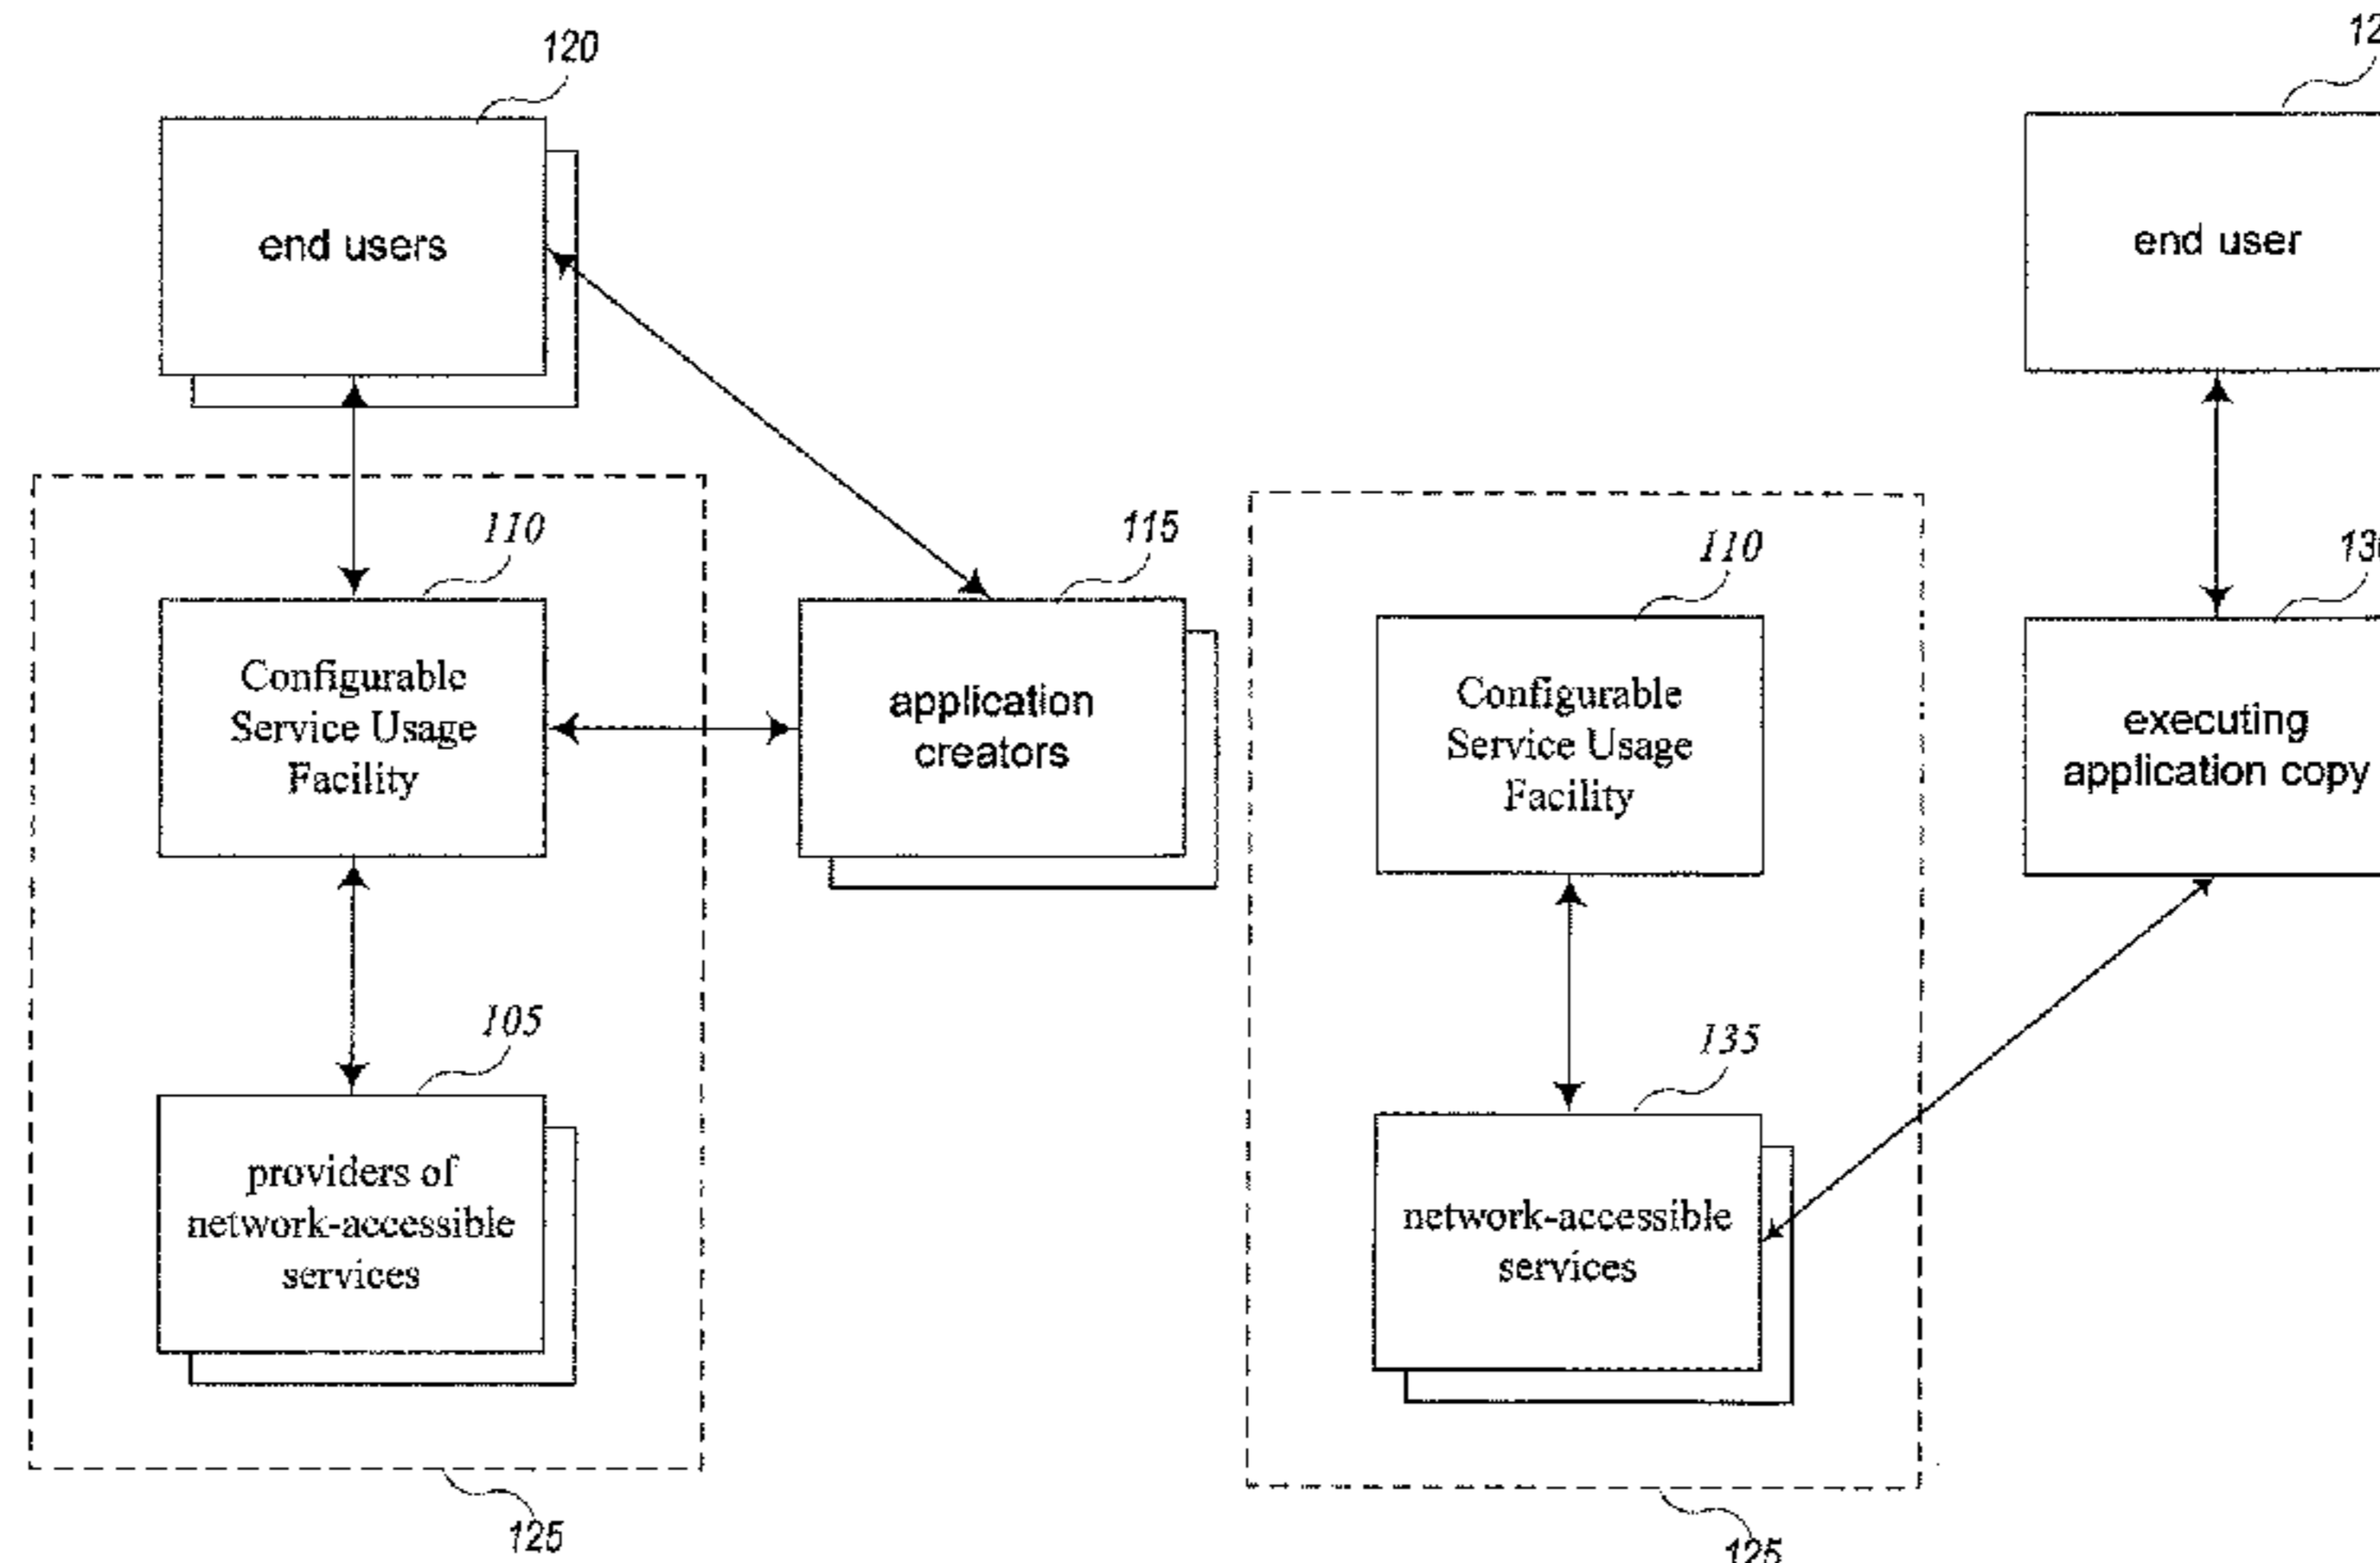 120
end users
110
Configurable
Service Usage
Facility
115
application
creators
105
providers of
network-accessible
services
125
end user
110
Configurable
Service Usage
Facility
executing
application copy
135
network-accessible
services
125